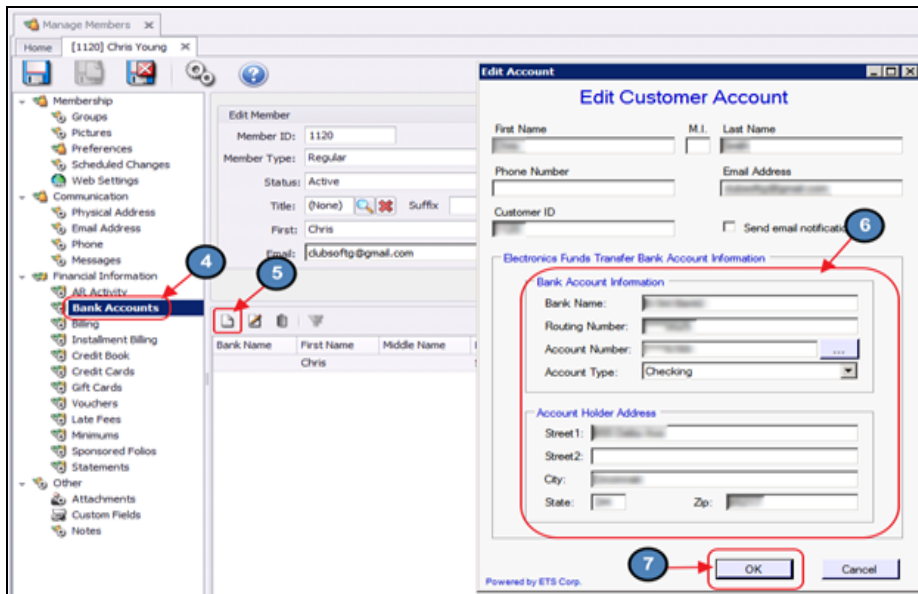 Manage Members
Home [1120] Chris Young
Membership
Groups
Pictures
Preferences
Scheduled Changes
Web Settings
Communication
Physical Address
Email Address
Phone
Messages
Financial Information
AR Activity
Bank Accounts
Billing
Installment Billing
Credit Book
Credit Cards
Gift Cards
Vouchers
Late Fees
Minimums
Sponsored Folios
Statements
Other
Attachments
Custom Fields
Notes
4
5
Edit Member
Member ID: 1120
Member Type: Regular
Status: Active
Title: (None) Suffix
First: Chris
Email: clubsoftg@gmail.com
Bank Name First Name Middle Name
Chris
Edit Account
Edit Customer Account
First Name M.I. Last Name
Phone Number Email Address
Customer ID
Send email notification
6
Electronics Funds Transfer Bank Account Information
Bank Account Information
Bank Name:
Routing Number:
Account Number: ...
Account Type: Checking
Account Holder Address
Street1:
Street2:
City:
State: Zip:
7
OK Cancel
Powered by ETS Corp.